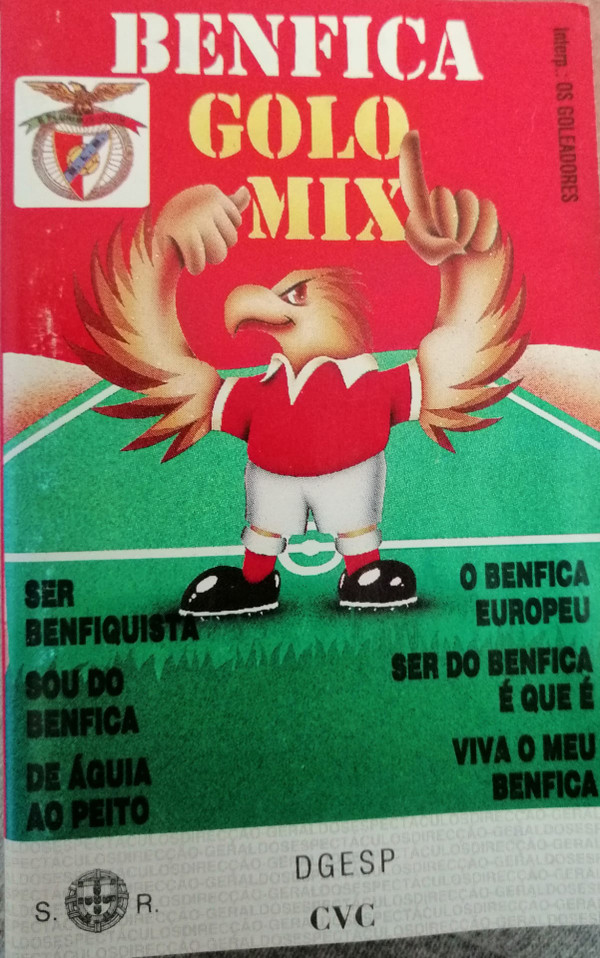 BENFICA
GOLO
MIX
Interp.: OS GOLEADORES
SER
BENFIQUISTA
SOU DO
BENFICA
DE ÁGUIA
AO PEITO
O BENFICA
EUROPEU
SER DO BENFICA
É QUE É
VIVA O MEU
BENFICA
DGESP
S. R.
CVC